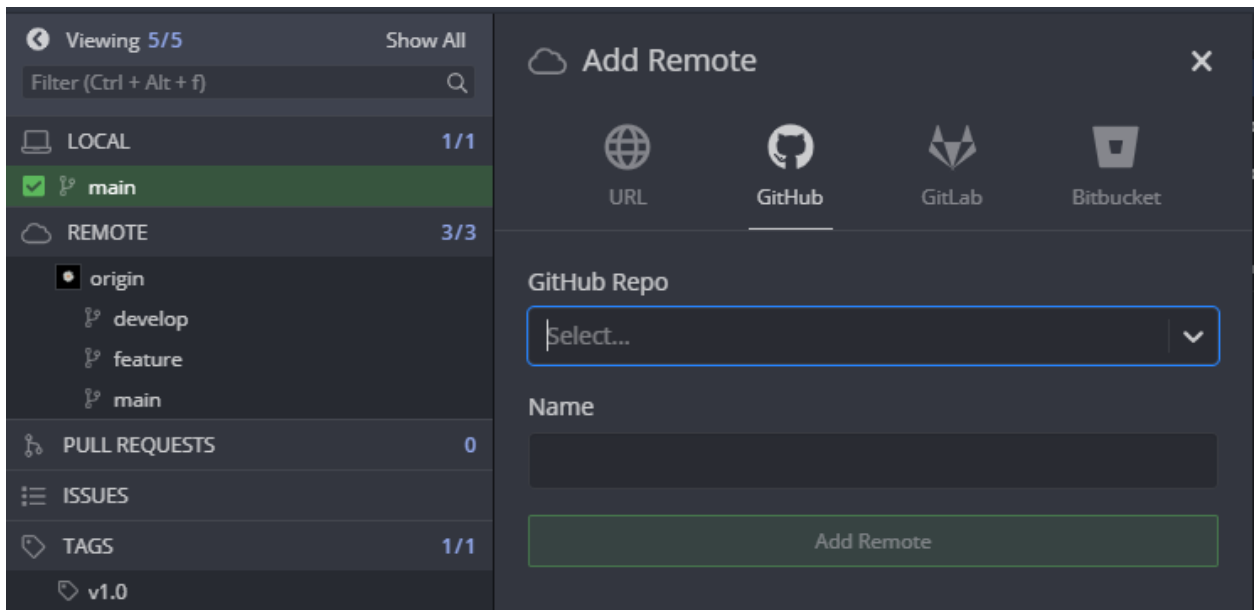 Viewing 5/5 Show All
Filter (Ctrl + Alt + f)
LOCAL 1/1
main
REMOTE 3/3
origin
develop
feature
main
PULL REQUESTS 0
ISSUES
TAGS 1/1
v1.0
Add Remote
URL GitHub GitLab Bitbucket
GitHub Repo
Select...
Name
Add Remote